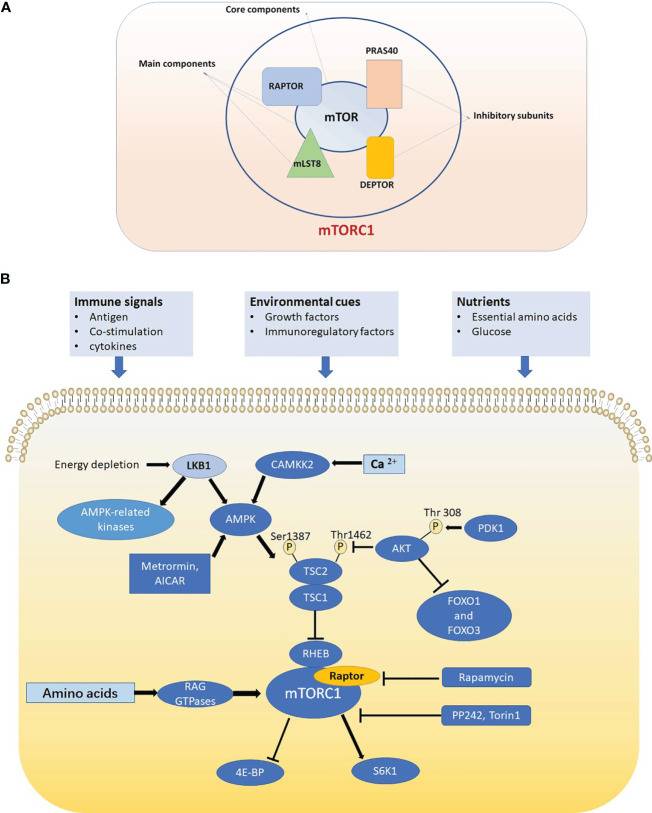 A
Core components
PRAS40
Main components
RAPTOR
mTOR
Inhibitory subunits
mLST8
DEPTOR
mTORC1
B
Immune signals
• Antigen
• Co-stimulation
• cytokines
Environmental cues
• Growth factors
• Immunoregulatory factors
Nutrients
• Essential amino acids
• Glucose
Energy depletion
LKB1
CAMKK2
Ca 2+
AMPK-related
kinases
AMPK
Thr 308
P
PDK1
Ser1387
P
Thr1462
P
AKT
Metrormin,
AICAR
TSC2
TSC1
FOXO1
and
FOXO3
RHEB
Raptor
Rapamycin
Amino acids
RAG
GTPases
mTORC1
PP242, Torin1
4E-BP
S6K1